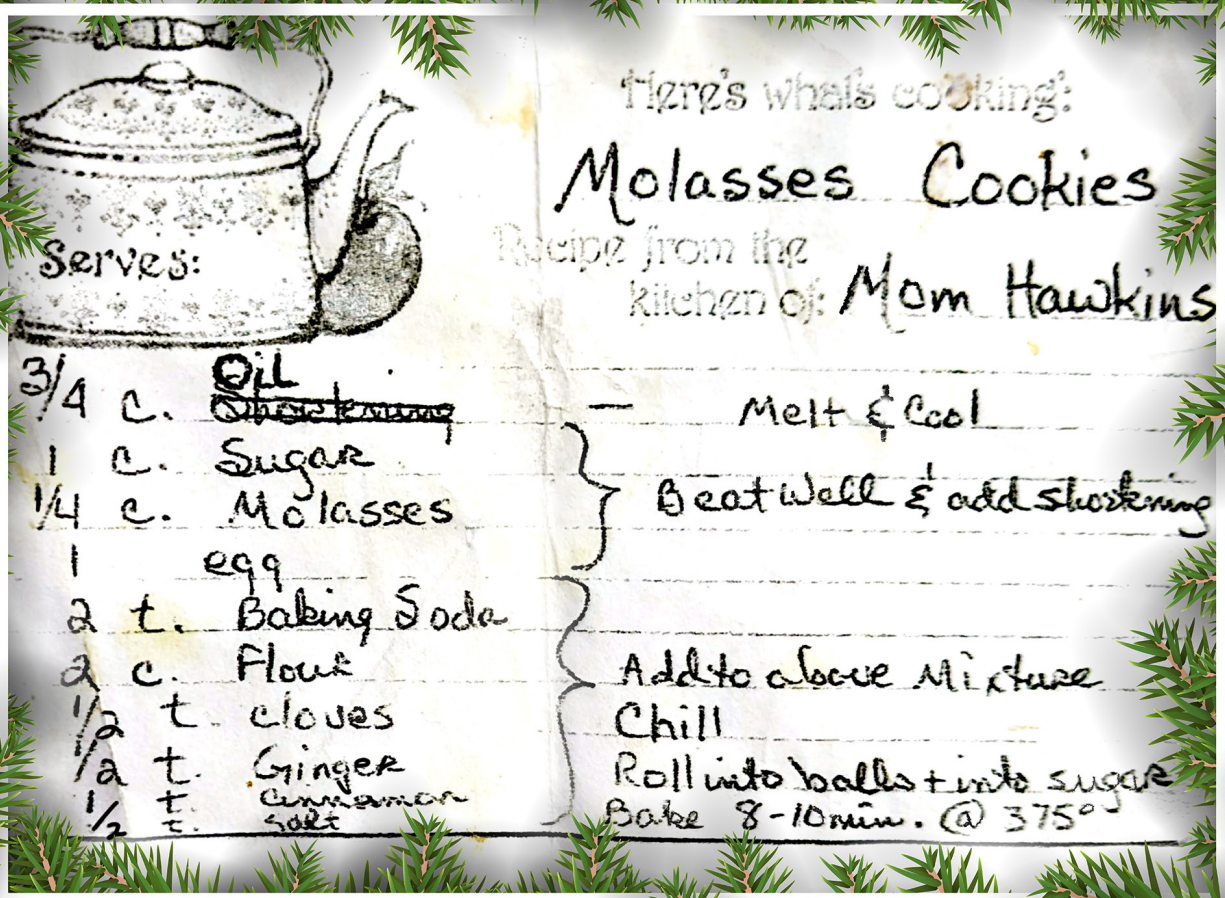 Here's what's cooking:
Molasses Cookies
Serves:
Recipe from the
kitchen of: Mom Hawkins
Oil
3/4 c. Shortening — Melt & Cool
1 c. Sugar
1/4 c. Molasses Beat Well & add shortening
1 egg
2 t. Baking Soda
2 c. Flour Add to above Mixture
1/2 t. cloves Chill
1/2 t. Ginger Roll into balls + into sugar
1/2 t. cinnamon Bake 8-10 min. @ 375°
t. salt